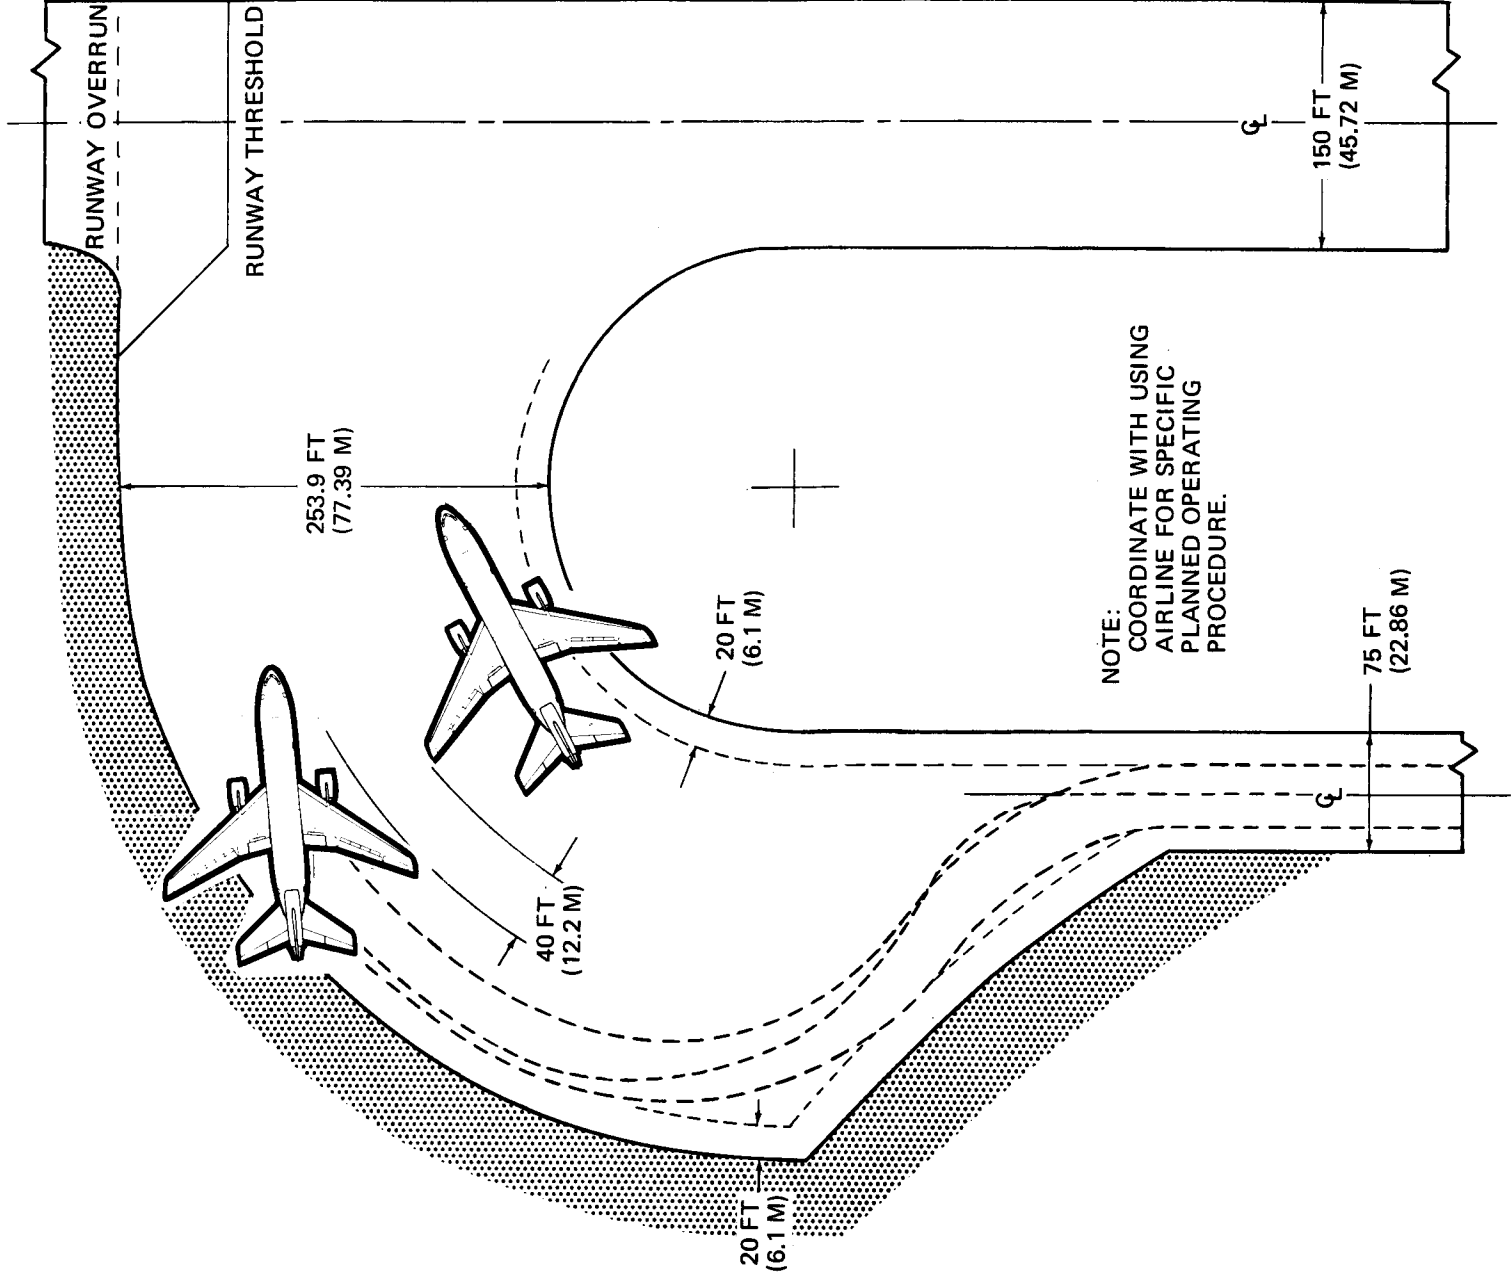 RUNWAY OVERRUN
RUNWAY THRESHOLD
253.9 FT
(77.39 M)
40 FT
(12.2 M)
20 FT
(6.1 M)
20 FT
(6.1 M)
NOTE:
COORDINATE WITH USING
AIRLINE FOR SPECIFIC
PLANNED OPERATING
PROCEDURE.
℄
150 FT
(45.72 M)
℄
75 FT
(22.86 M)